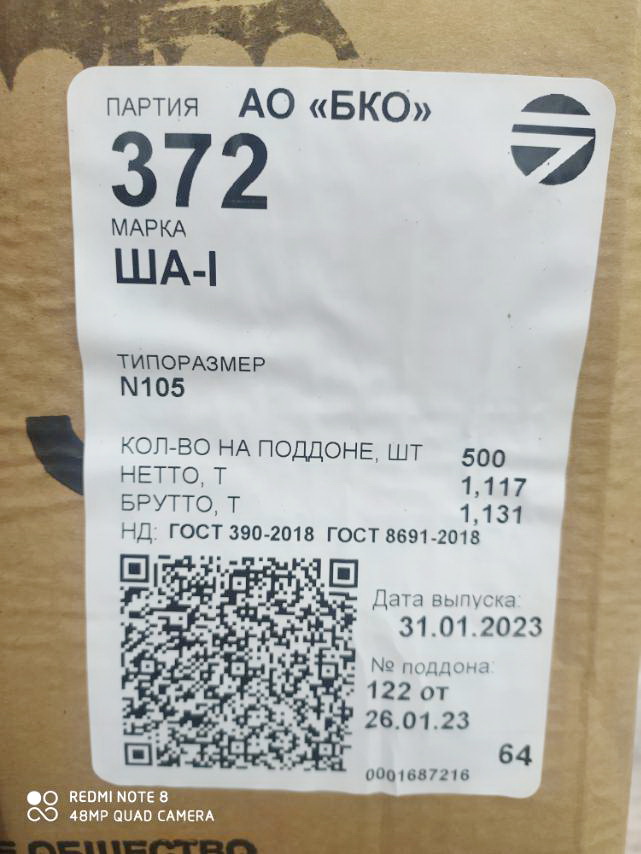 ПАРТИЯ АО «БКО»
372
МАРКА
ША-I
ТИПОРАЗМЕР
N105
КОЛ-ВО НА ПОДДОНЕ, ШТ 500
НЕТТО, Т 1,117
БРУТТО, Т 1,131
НД: ГОСТ 390-2018 ГОСТ 8691-2018
Дата выпуска:
31.01.2023
№ поддона:
122 от
26.01.23
64
0001687216
REDMI NOTE 8
48MP QUAD CAMERA
ОБЩЕСТВО